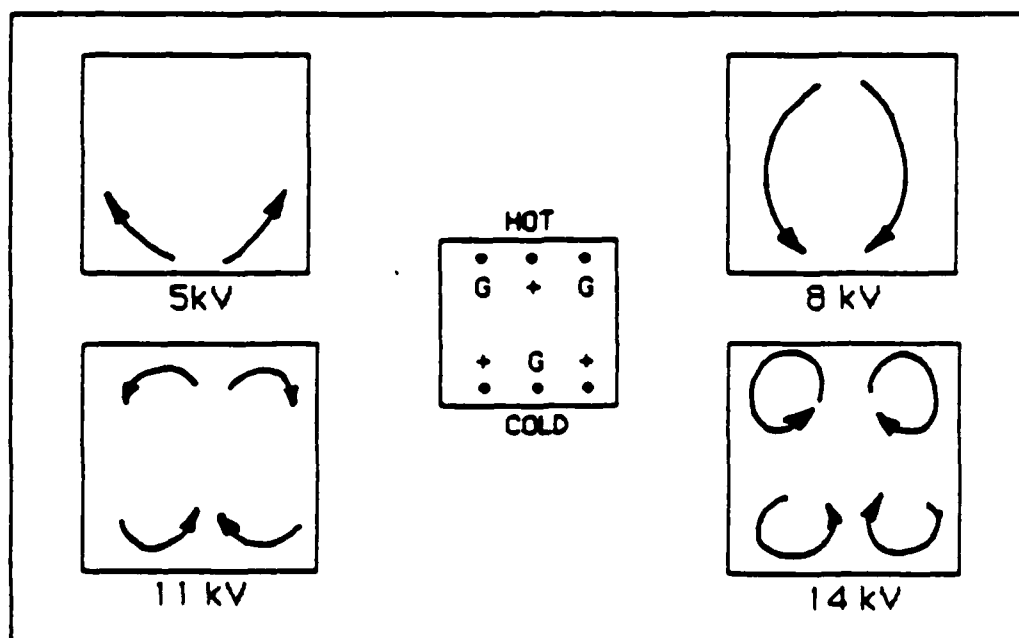 HOT
G + G
+ G +
COLD
5kV
8 kV
11 kV
14 kV